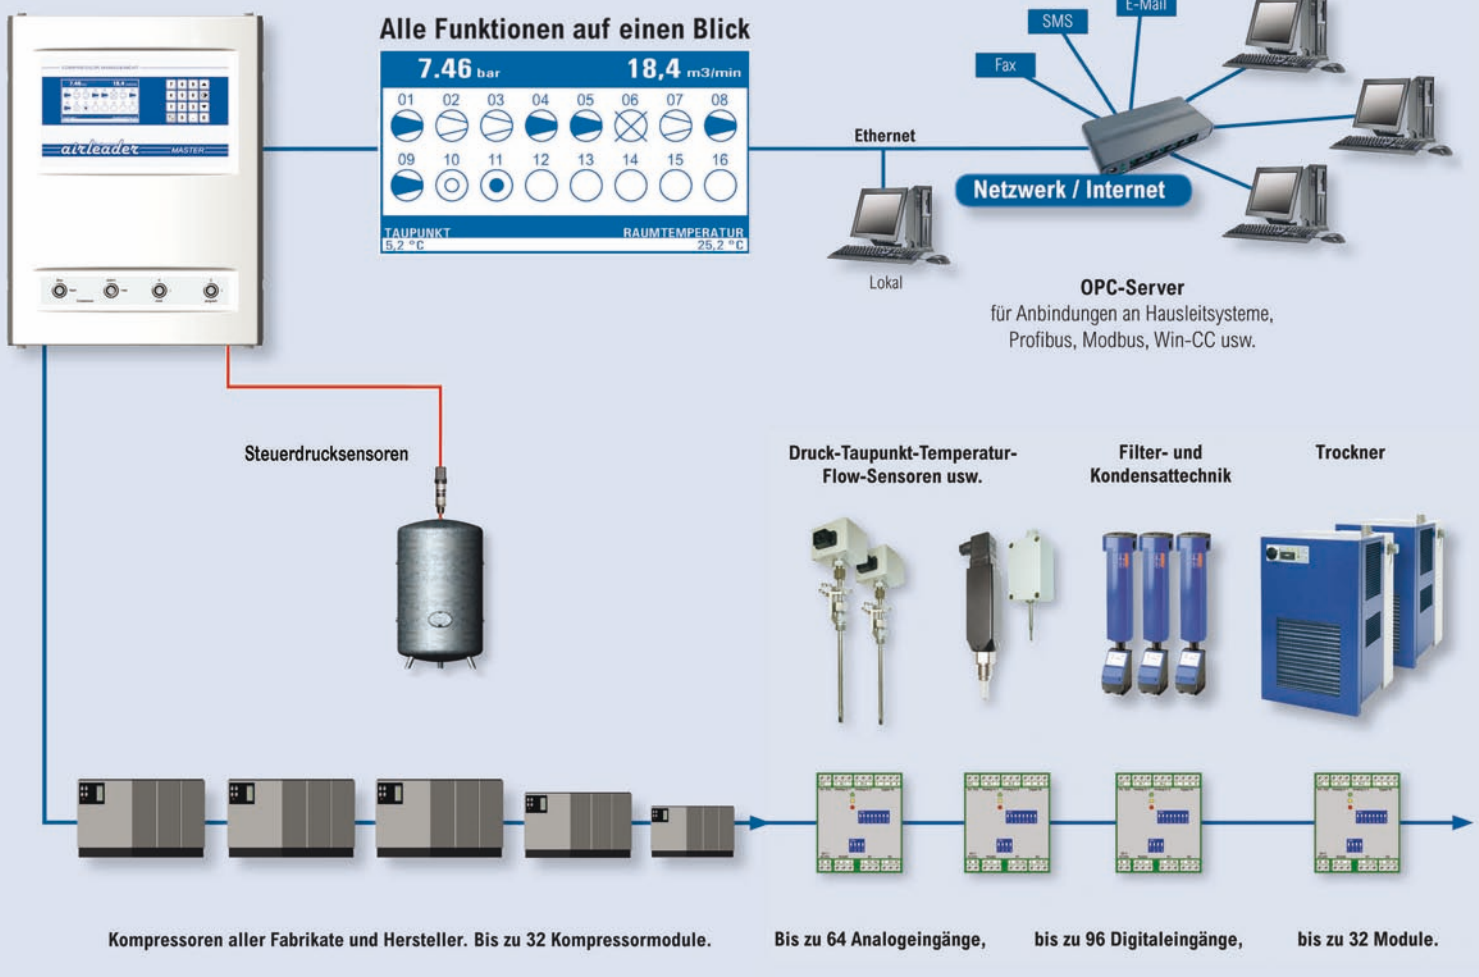 Alle Funktionen auf einen Blick
7.46 bar 18,4 m3/min
01 02 03 04 05 06 07 08
09 10 11 12 13 14 15 16
TAUPUNKT RAUMTEMPERATUR
5,2 °C 25,2 °C
airleader MASTER
SMS
E-Mail
Fax
Ethernet
Netzwerk / Internet
Lokal
OPC-Server
für Anbindungen an Hausleitsysteme,
Profibus, Modbus, Win-CC usw.
Steuerdrucksensoren
Druck-Taupunkt-Temperatur-
Flow-Sensoren usw.
Filter- und
Kondensattechnik
Trockner
Kompressoren aller Fabrikate und Hersteller. Bis zu 32 Kompressormodule.
Bis zu 64 Analogeingänge,
bis zu 96 Digitaleingänge,
bis zu 32 Module.